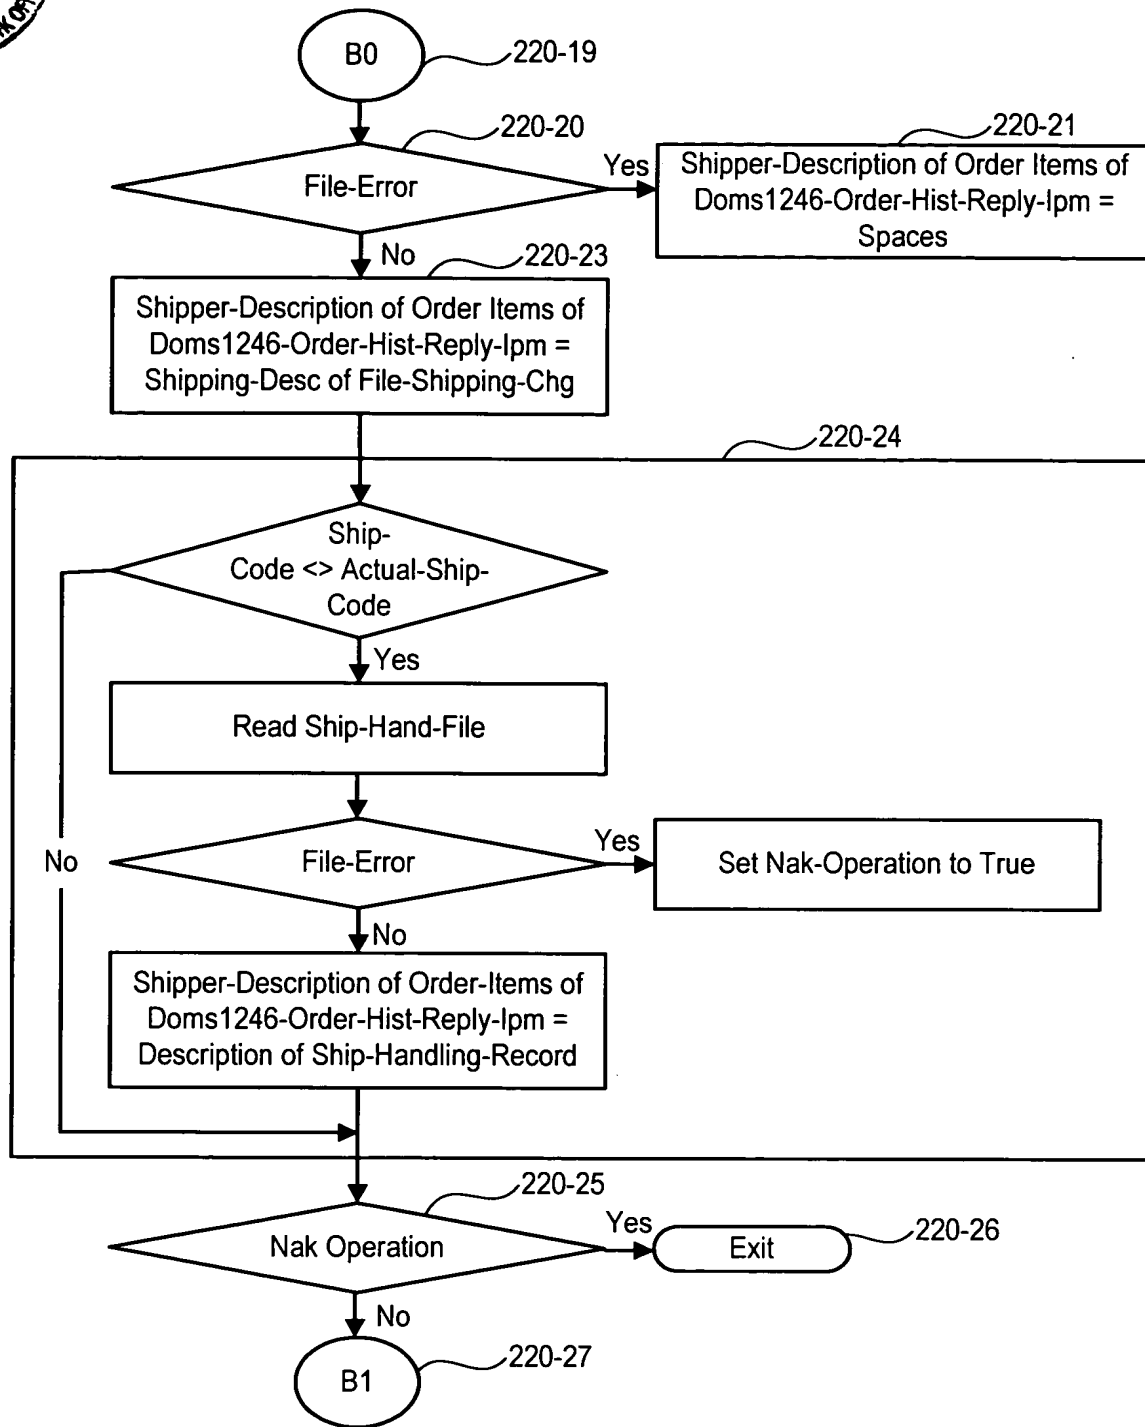 B0
220-19
220-20
File-Error
Yes
220-21
Shipper-Description of Order Items of
Doms1246-Order-Hist-Reply-Ipm =
Spaces
No
220-23
Shipper-Description of Order Items of
Doms1246-Order-Hist-Reply-Ipm =
Shipping-Desc of File-Shipping-Chg
220-24
Ship-
Code <> Actual-Ship-
Code
Yes
Read Ship-Hand-File
No
File-Error
Yes
Set Nak-Operation to True
No
Shipper-Description of Order-Items of
Doms1246-Order-Hist-Reply-Ipm =
Description of Ship-Handling-Record
220-25
Nak Operation
Yes
Exit
220-26
No
B1
220-27